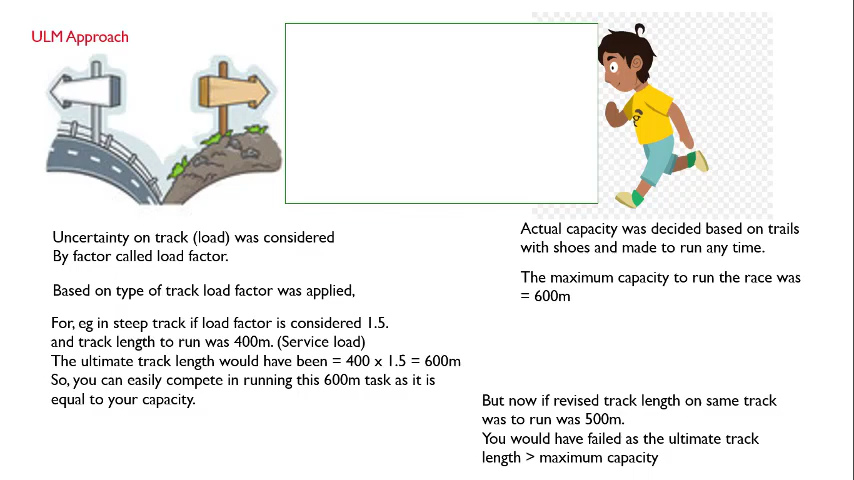 ULM Approach
Uncertainty on track (load) was considered
By factor called load factor.
Based on type of track load factor was applied,
For, eg in steep track if load factor is considered 1.5.
and track length to run was 400m. (Service load)
The ultimate track length would have been = 400 x 1.5 = 600m
So, you can easily compete in running this 600m task as it is
equal to your capacity.
Actual capacity was decided based on trails
with shoes and made to run any time.
The maximum capacity to run the race was
= 600m
But now if revised track length on same track
was to run was 500m.
You would have failed as the ultimate track
length > maximum capacity